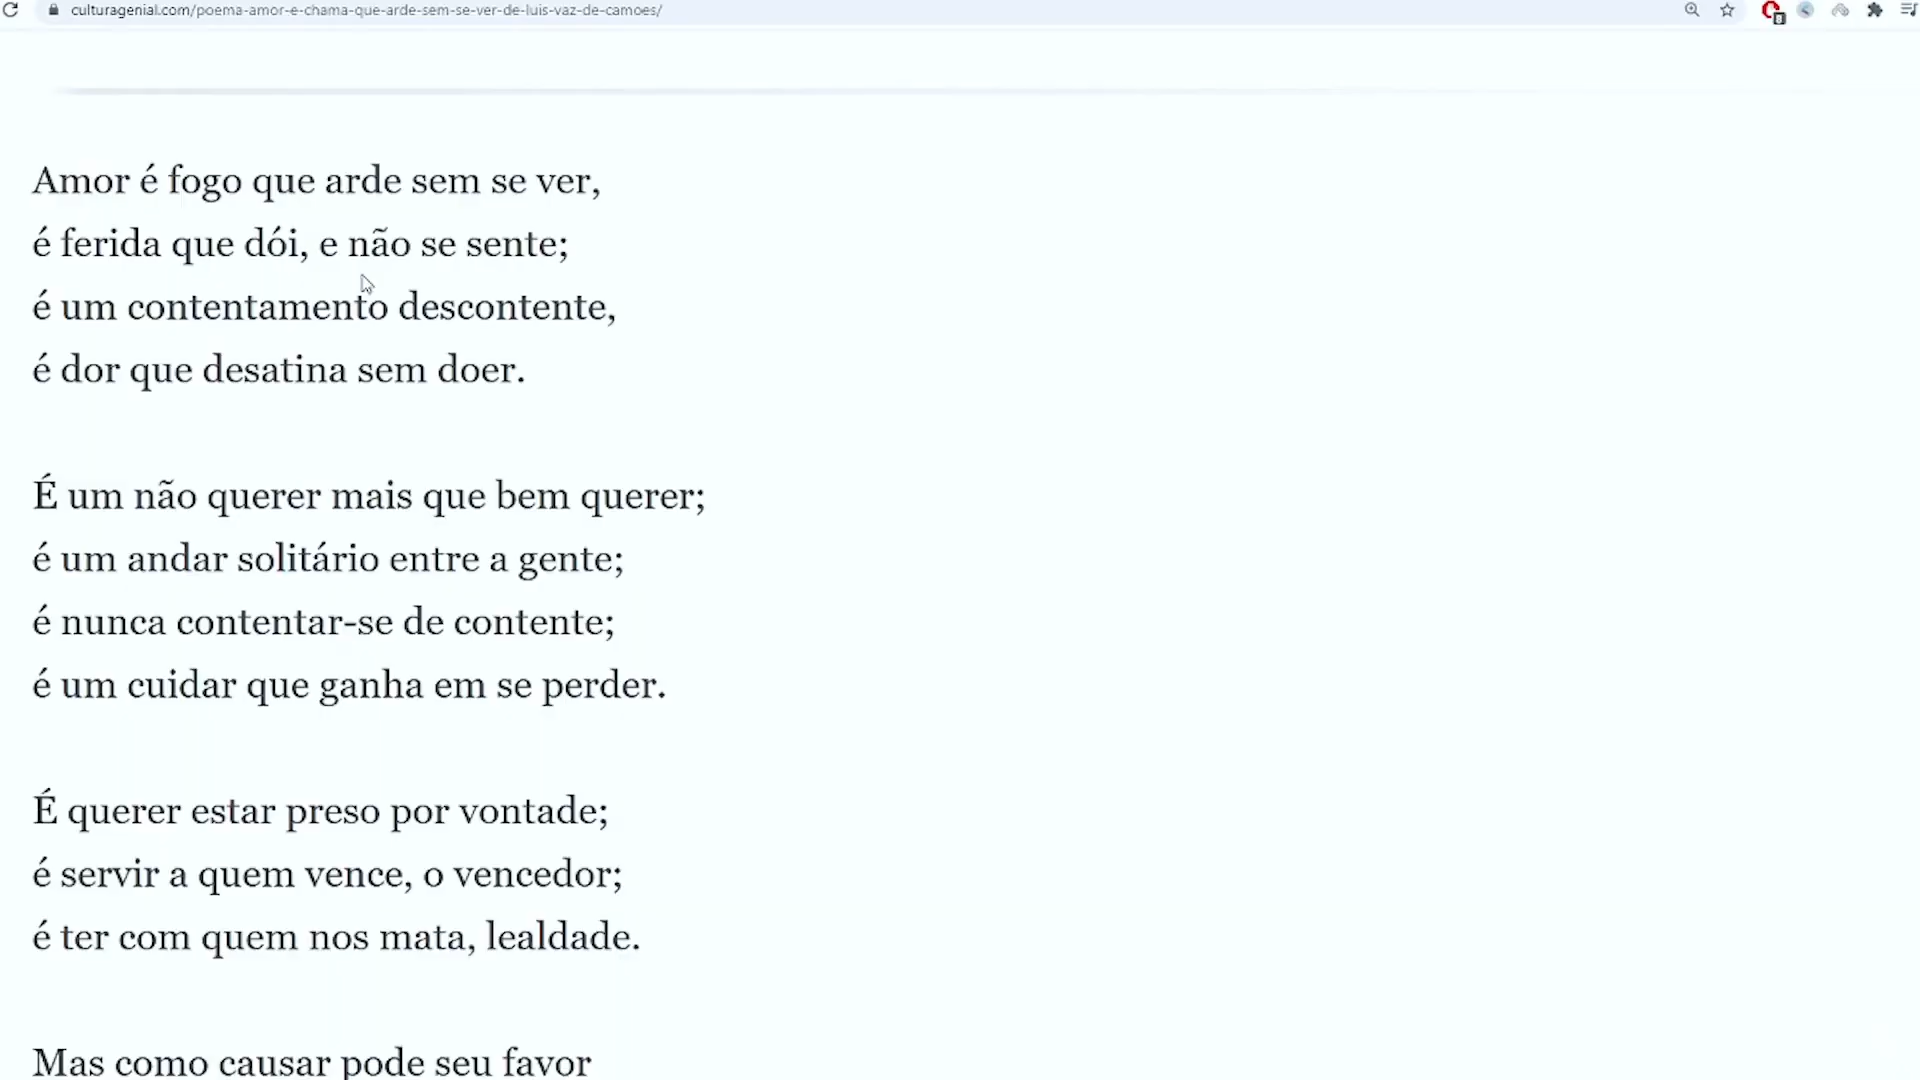 culturagenial.com/poema-amor-e-chama-que-arde-sem-se-ver-de-luis-vaz-de-camoes/
Amor é fogo que arde sem se ver,
é ferida que dói, e não se sente;
é um contentamento descontente,
é dor que desatina sem doer.
É um não querer mais que bem querer;
é um andar solitário entre a gente;
é nunca contentar-se de contente;
é um cuidar que ganha em se perder.
É querer estar preso por vontade;
é servir a quem vence, o vencedor;
é ter com quem nos mata, lealdade.
Mas como causar pode seu favor